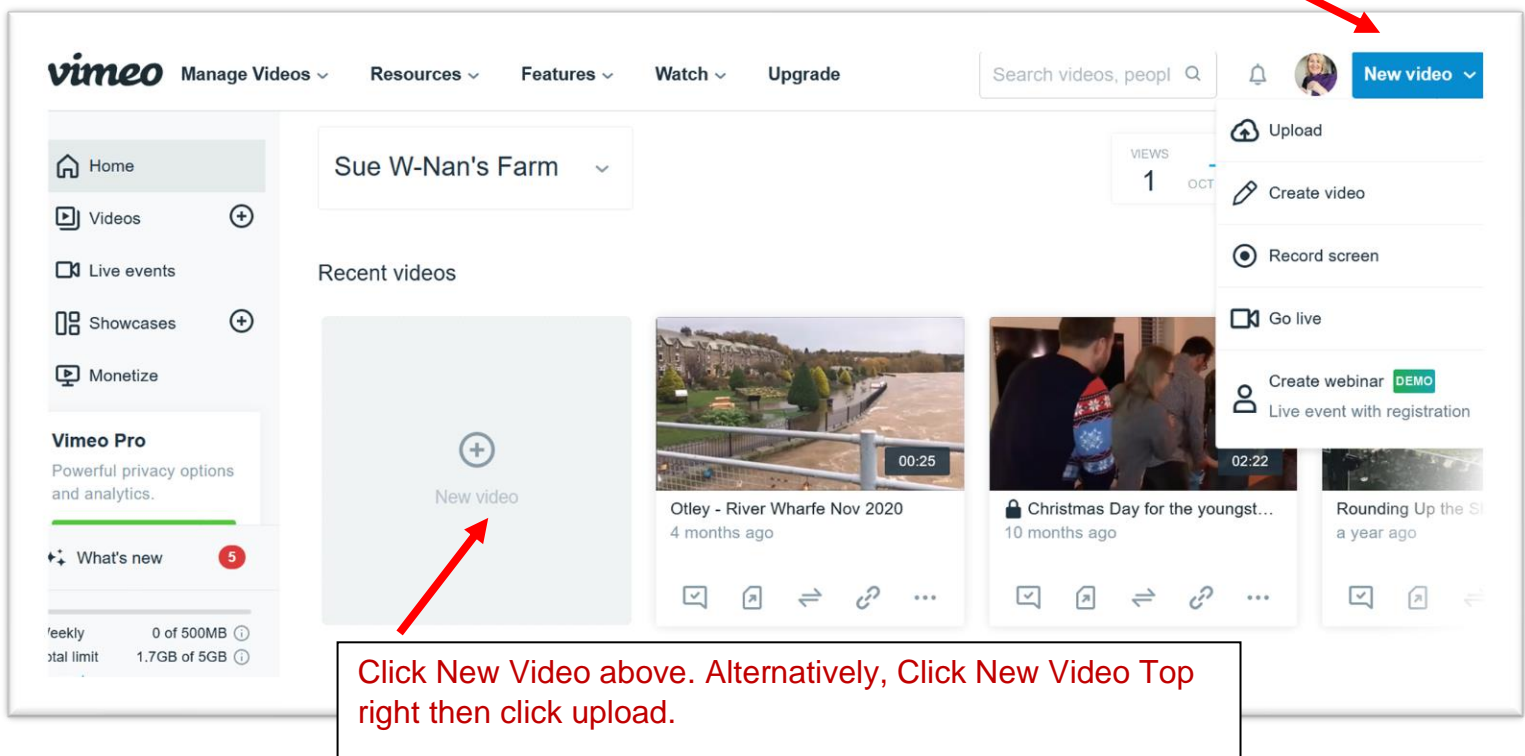 vimeo Manage Videos Resources Features Watch Upgrade Search videos, peopl New video
Home
Videos
Live events
Showcases
Monetize
Vimeo Pro
Powerful privacy options
and analytics.
What's new 5
0 of 500MB
1.7GB of 5GB
Sue W-Nan's Farm
VIEWS
1 OCT
Upload
Create video
Record screen
Go live
Create webinar DEMO
Live event with registration
Recent videos
New video
00:25
Otley - River Wharfe Nov 2020
4 months ago
02:22
Christmas Day for the youngst...
10 months ago
Rounding Up the
a year ago
Click New Video above. Alternatively, Click New Video Top
right then click upload.